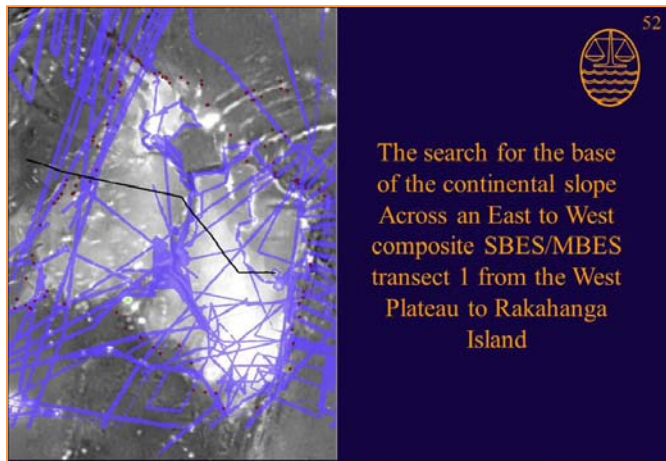 52
The search for the base
of the continental slope
Across an East to West
composite SBES/MBES
transect 1 from the West
Plateau to Rakahanga
Island